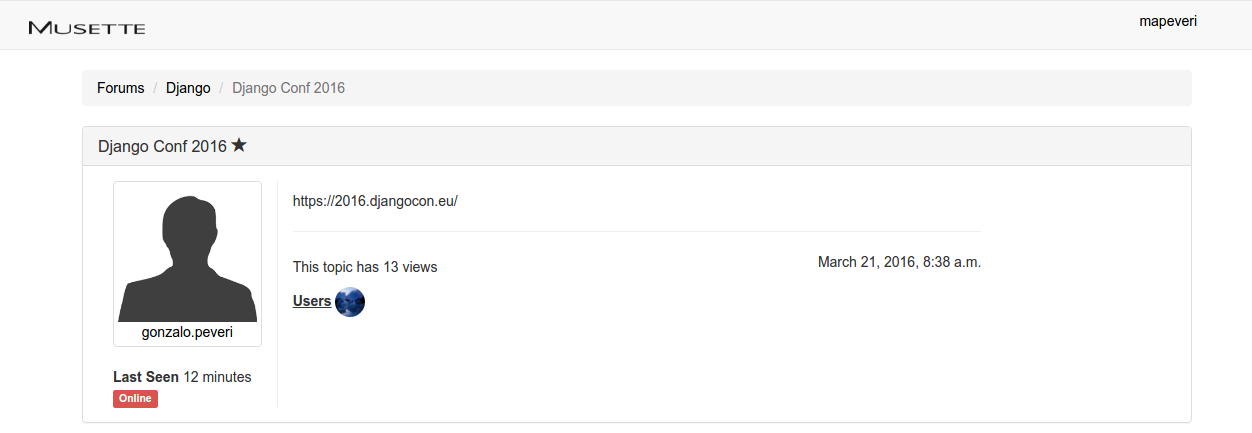 MUSETTE
mapeveri
Forums / Django / Django Conf 2016
Django Conf 2016 ★
gonzalo.peveri
Last Seen 12 minutes
Online
https://2016.djangocon.eu/
This topic has 13 views
March 21, 2016, 8:38 a.m.
Users